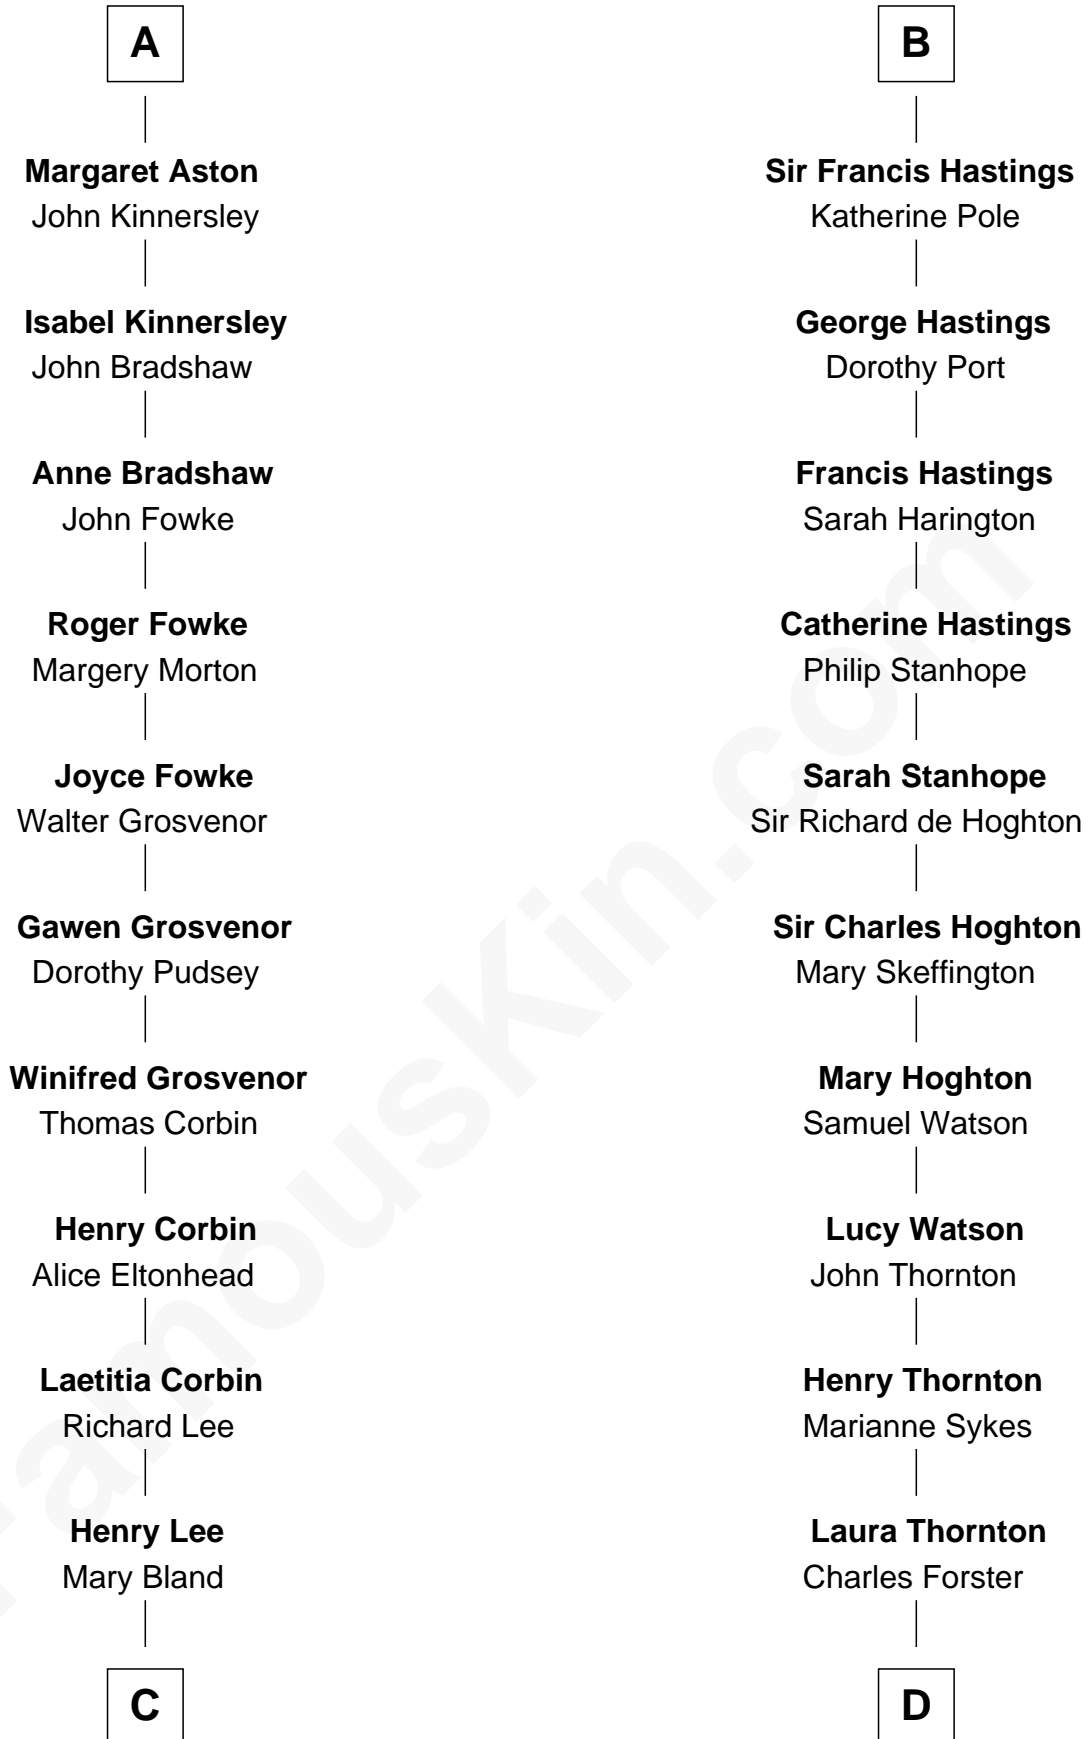 A
Margaret Aston
John Kinnersley
Isabel Kinnersley
John Bradshaw
Anne Bradshaw
John Fowke
Roger Fowke
Margery Morton
Joyce Fowke
Walter Grosvenor
Gawen Grosvenor
Dorothy Pudsey
Winifred Grosvenor
Thomas Corbin
Henry Corbin
Alice Eltonhead
Laetitia Corbin
Richard Lee
Henry Lee
Mary Bland
C
B
Sir Francis Hastings
Katherine Pole
George Hastings
Dorothy Port
Francis Hastings
Sarah Harington
Catherine Hastings
Philip Stanhope
Sarah Stanhope
Sir Richard de Hoghton
Sir Charles Hoghton
Mary Skeffington
Mary Hoghton
Samuel Watson
Lucy Watson
John Thornton
Henry Thornton
Marianne Sykes
Laura Thornton
Charles Forster
D
FamousKin.com